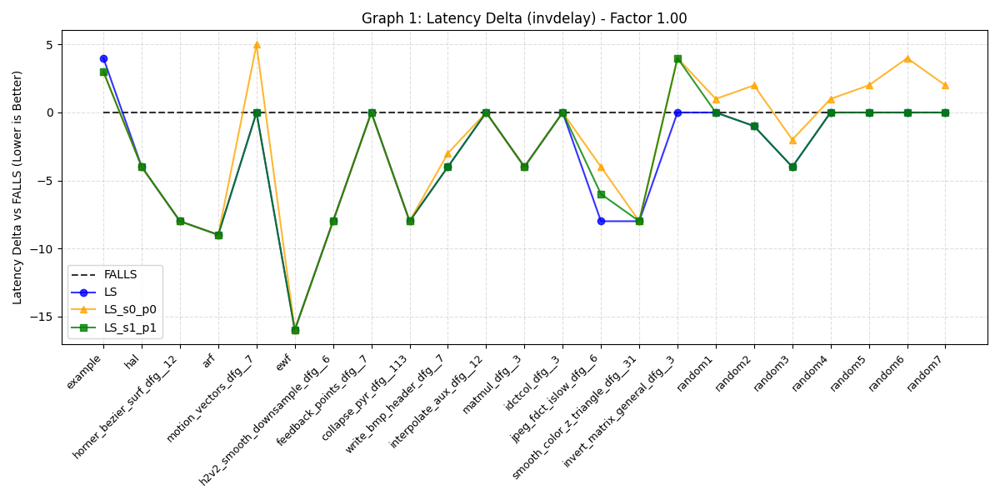 Graph 1: Latency Delta (invdelay) - Factor 1.00
Latency Delta vs FALLS (Lower is Better)
5
0
−5
−10
−15
FALLS
LS
LS_s0_p0
LS_s1_p1
example
hal
horner_bezier_surf_dfg__12
arf
motion_vectors_dfg__7
ewf
h2v2_smooth_downsample_dfg__6
feedback_points_dfg__7
collapse_pyr_dfg__113
write_bmp_header_dfg__7
interpolate_aux_dfg__12
matmul_dfg__3
idctcol_dfg__3
jpeg_fdct_islow_dfg__6
smooth_color_z_triangle_dfg__31
invert_matrix_general_dfg__3
random1
random2
random3
random4
random5
random6
random7